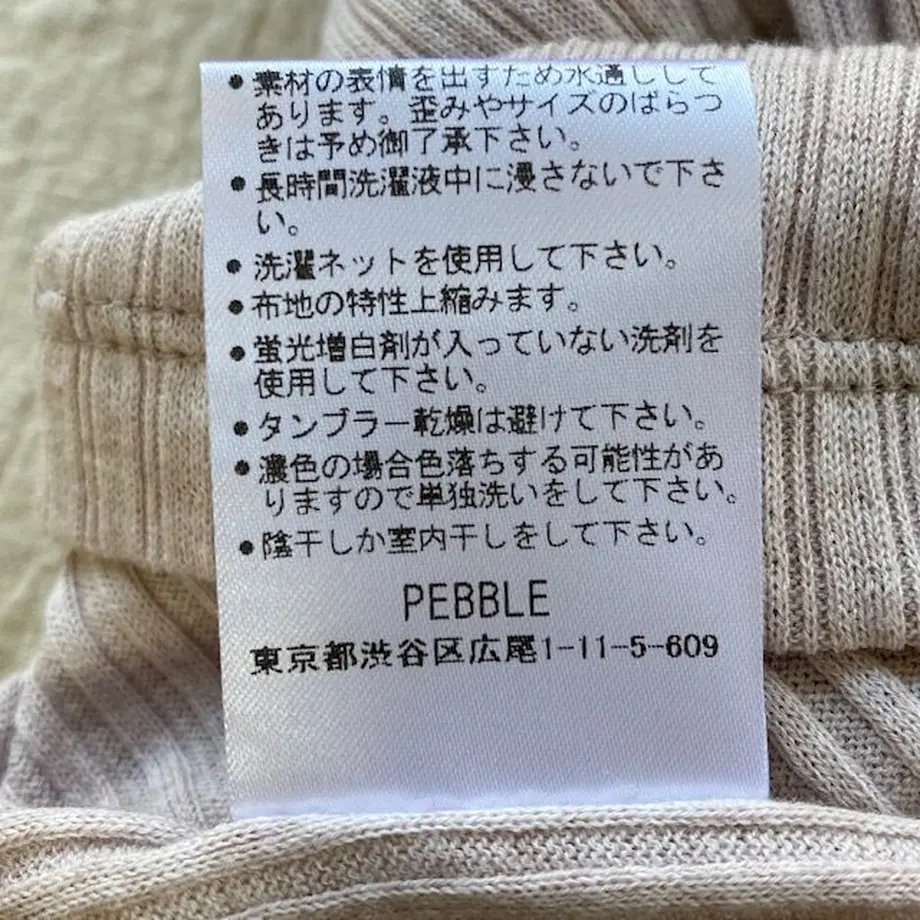 ●素材の表情を出すため水通しして
あります。歪みやサイズのばらつ
きは予め御了承下さい。
●長時間洗濯液中に浸さないで下さ
い。
●洗濯ネットを使用して下さい。
●布地の特性上縮みます。
●蛍光増白剤が入っていない洗剤を
使用して下さい。
●タンブラー乾燥は避けて下さい。
●濃色の場合色落ちする可能性があ
りますので単独洗いをして下さい。
●陰干しか室内干しをして下さい。
PEBBLE
東京都渋谷区広尾1-11-5-609